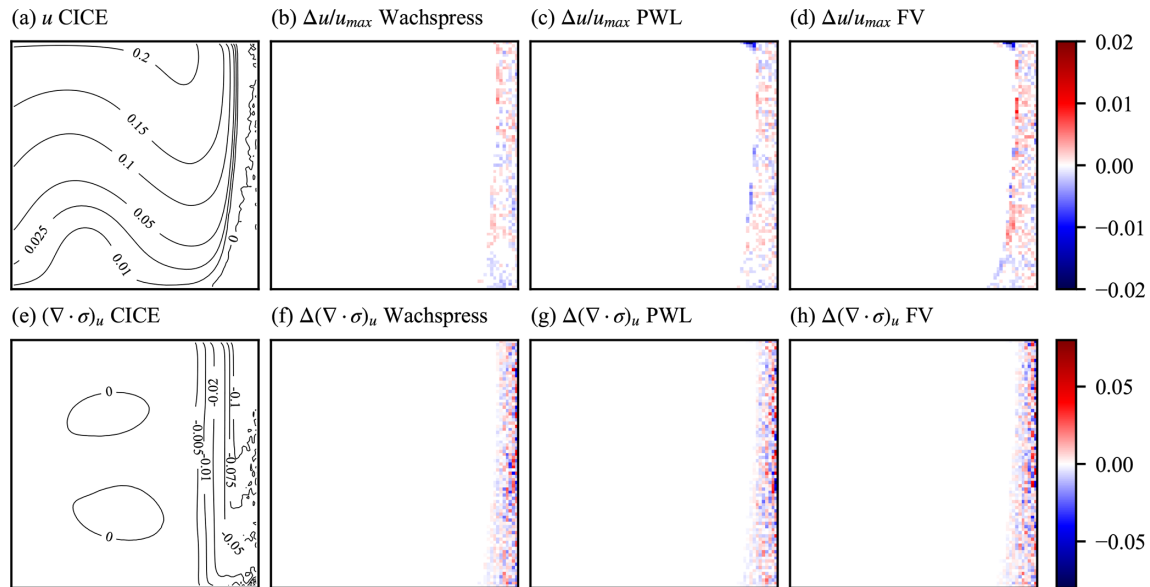 (a) u CICE
(b) Δu/u_max Wachspress
(c) Δu/u_max PWL
(d) Δu/u_max FV
0.2
0.15
0.1
0.05
0.025
0.01
0
0.02
0.01
0.00
−0.01
−0.02
(e) (∇ · σ)_u CICE
(f) Δ(∇ · σ)_u Wachspress
(g) Δ(∇ · σ)_u PWL
(h) Δ(∇ · σ)_u FV
0
0
-0.005
-0.01
-0.02
-0.1
-0.075
-0.05
0.05
0.00
−0.05